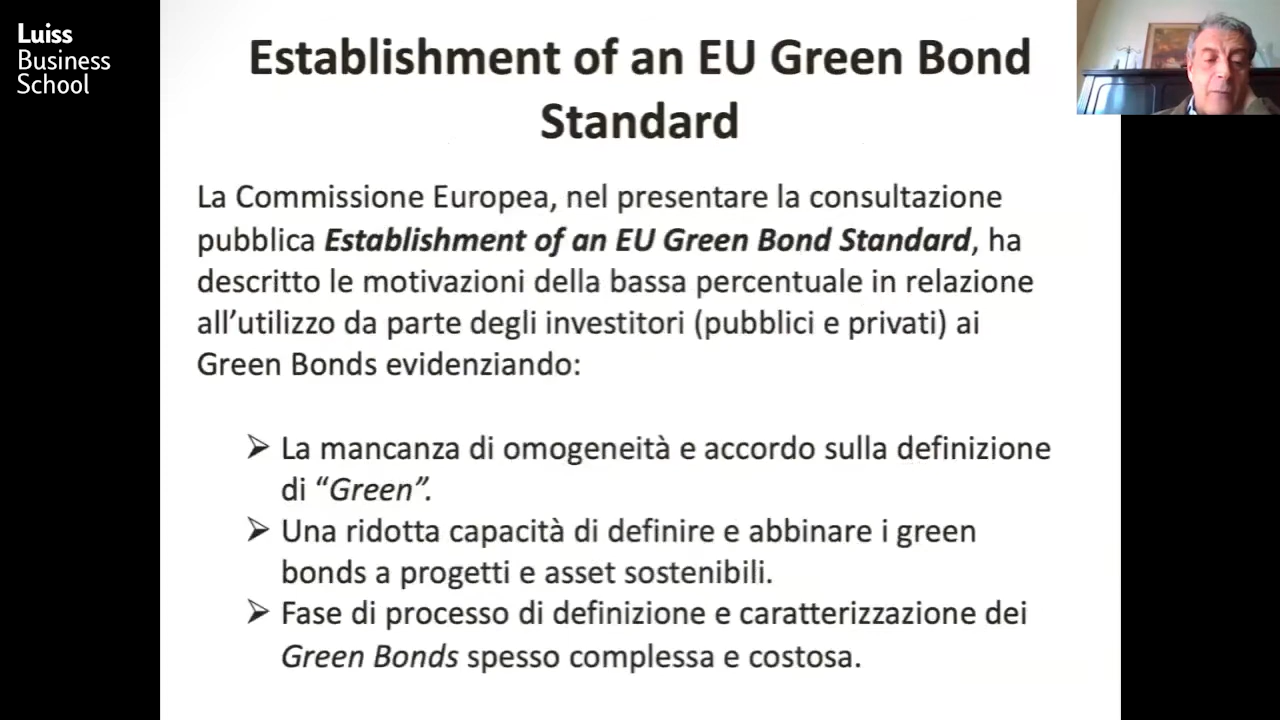 Luiss
Business
School
Establishment of an EU Green Bond
Standard
La Commissione Europea, nel presentare la consultazione
pubblica Establishment of an EU Green Bond Standard, ha
descritto le motivazioni della bassa percentuale in relazione
all’utilizzo da parte degli investitori (pubblici e privati) ai
Green Bonds evidenziando:
➢ La mancanza di omogeneità e accordo sulla definizione
di “Green”.
➢ Una ridotta capacità di definire e abbinare i green
bonds a progetti e asset sostenibili.
➢ Fase di processo di definizione e caratterizzazione dei
Green Bonds spesso complessa e costosa.